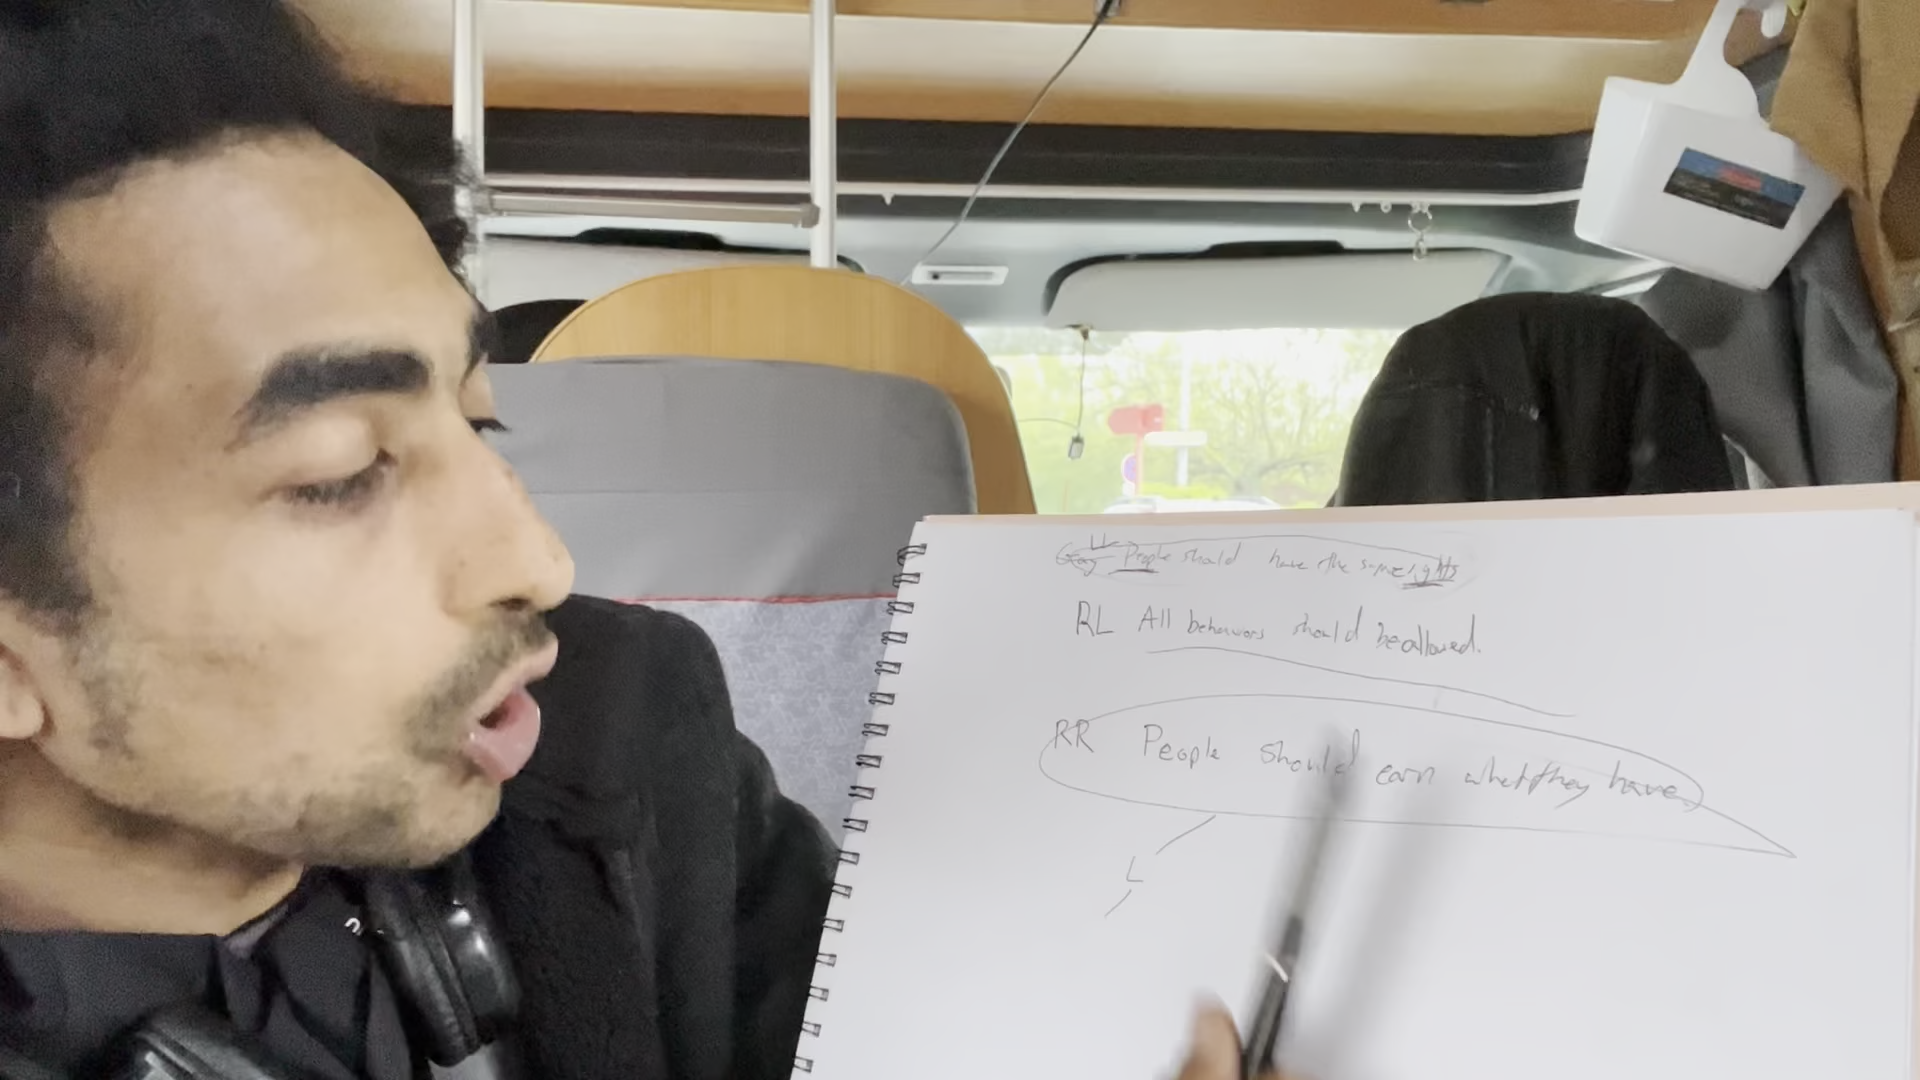 LL People should have the same rights
RL All behaviors should be allowed.
RR People should earn what they have.
L